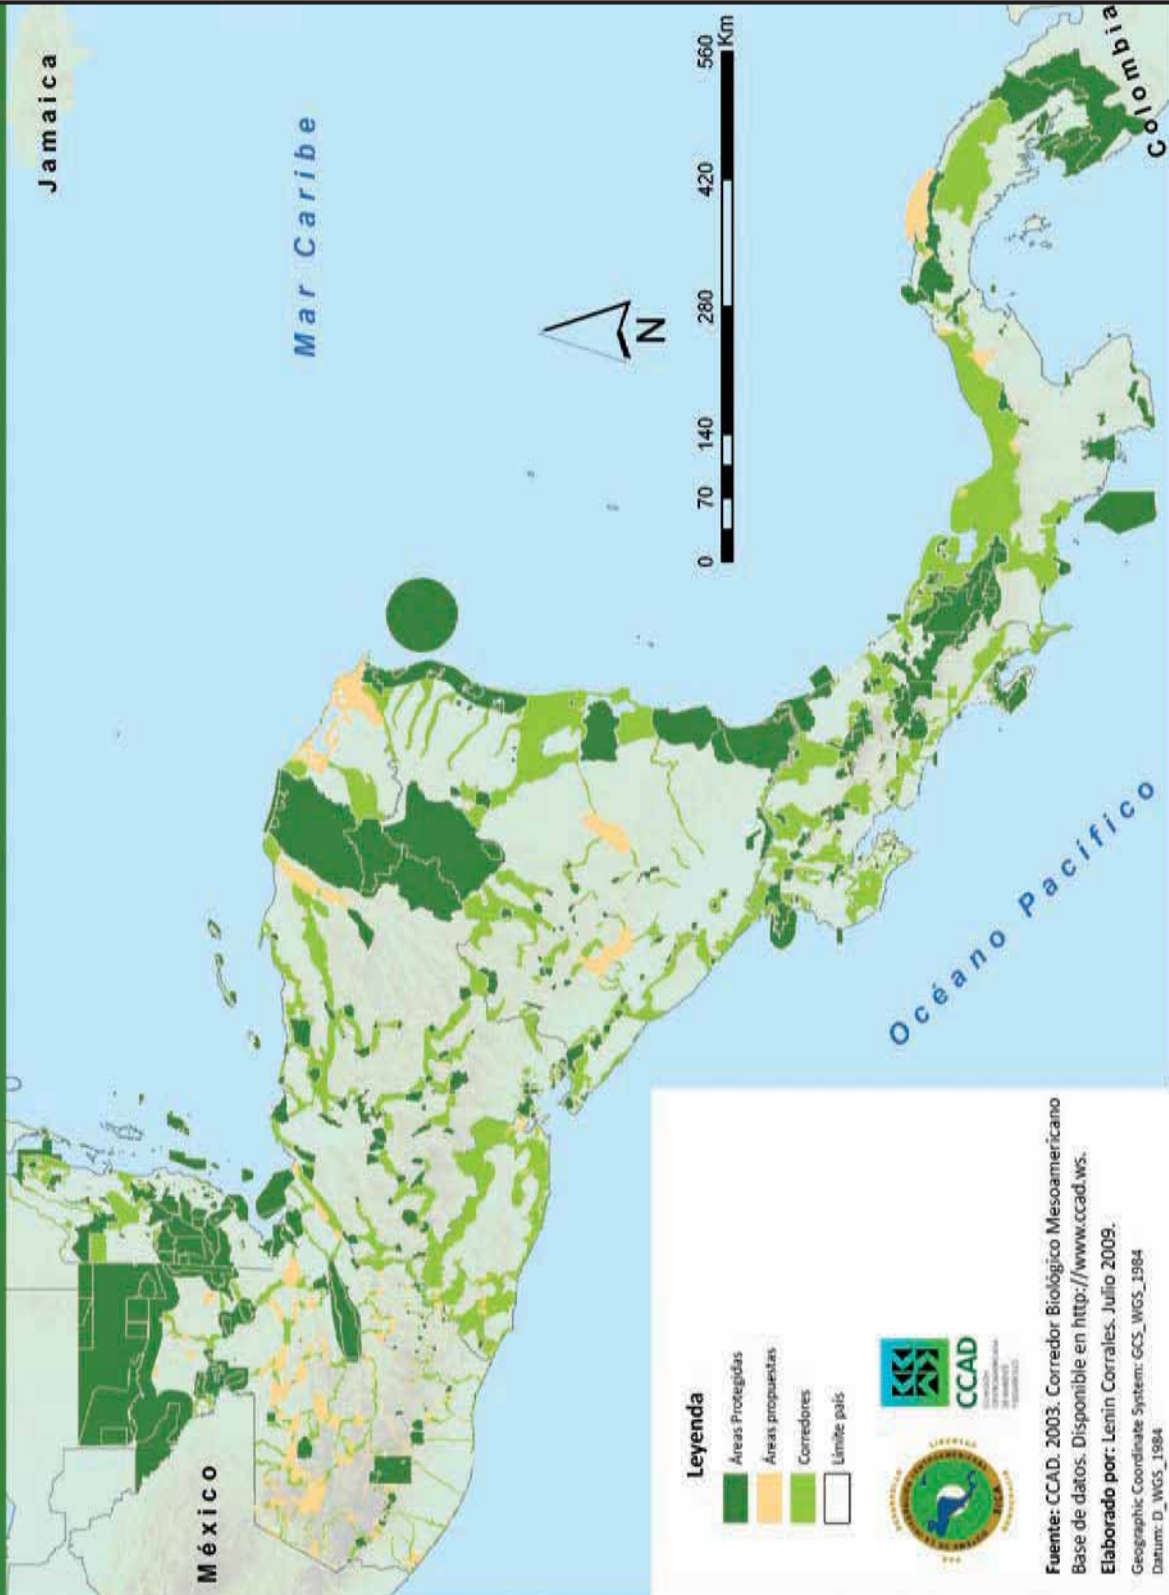 Jamaica
Mar Caribe
México
N
0 70 140 280 420 560
Km
Colombia
Océano Pacífico
Leyenda
Áreas Protegidas
Áreas propuestas
Corredores
Límite país
CCAD
Fuente: CCAD. 2003. Corredor Biológico Mesoamericano
Base de datos. Disponible en http://www.ccad.ws.
Elaborado por: Lenin Corrales. Julio 2009.
Geographic Coordinate System: GCS_WGS_1984
Datum: D_WGS_1984